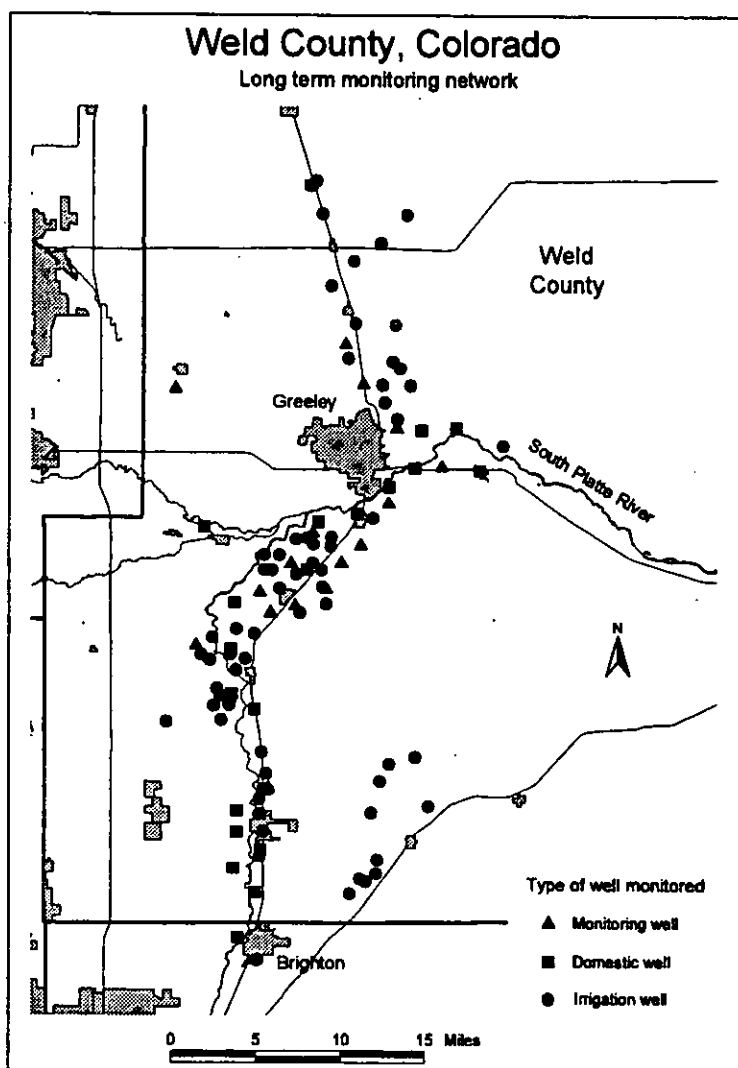 Weld County, Colorado
Long term monitoring network
Weld
County
Greeley
South Platte River
N
Type of well monitored
Monitoring well
Domestic well
Irrigation well
Brighton
0 5 10 15 Miles